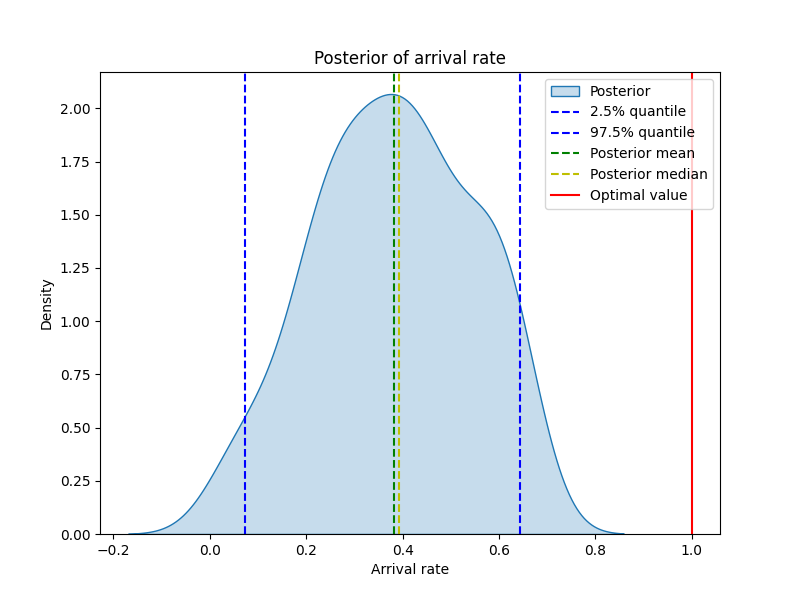 Posterior of arrival rate
Posterior
2.5% quantile
97.5% quantile
Posterior mean
Posterior median
Optimal value
Density
2.00
1.75
1.50
1.25
1.00
0.75
0.50
0.25
0.00
−0.2 0.0 0.2 0.4 0.6 0.8 1.0
Arrival rate